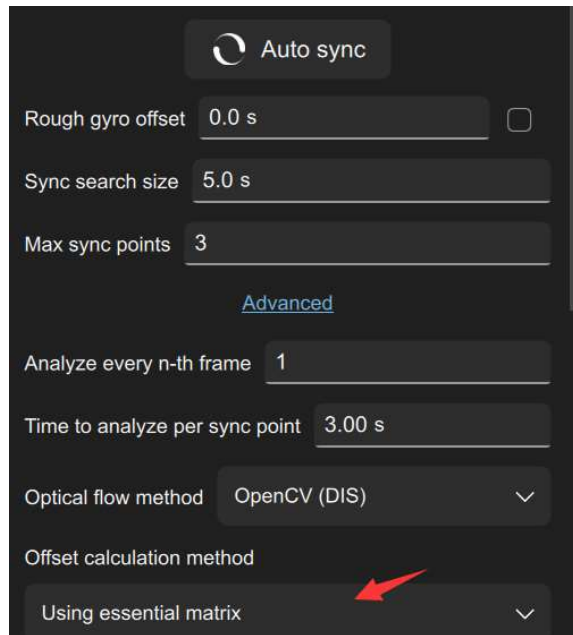 Auto sync
Rough gyro offset 0.0 s
Sync search size 5.0 s
Max sync points 3
Advanced
Analyze every n-th frame 1
Time to analyze per sync point 3.00 s
Optical flow method OpenCV (DIS)
Offset calculation method
Using essential matrix